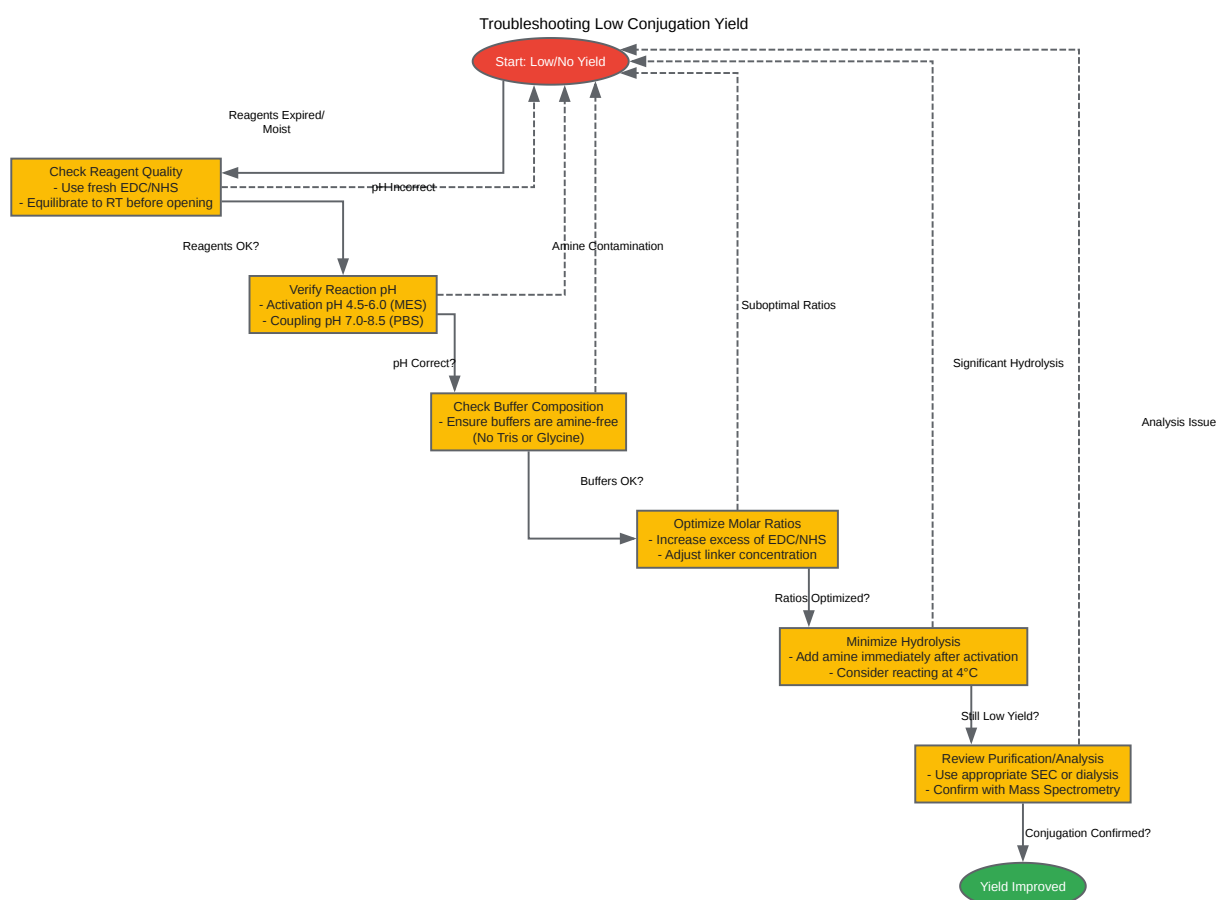 Troubleshooting Low Conjugation Yield
Start: Low/No Yield
Reagents Expired/
Moist
Check Reagent Quality
- Use fresh EDC/NHS
- Equilibrate to RT before opening
pH Incorrect
Reagents OK?
Amine Contamination
Verify Reaction pH
- Activation pH 4.5-6.0 (MES)
- Coupling pH 7.0-8.5 (PBS)
Suboptimal Ratios
pH Correct?
Significant Hydrolysis
Check Buffer Composition
- Ensure buffers are amine-free
(No Tris or Glycine)
Analysis Issue
Buffers OK?
Optimize Molar Ratios
- Increase excess of EDC/NHS
- Adjust linker concentration
Ratios Optimized?
Minimize Hydrolysis
- Add amine immediately after activation
- Consider reacting at 4°C
Still Low Yield?
Review Purification/Analysis
- Use appropriate SEC or dialysis
- Confirm with Mass Spectrometry
Conjugation Confirmed?
Yield Improved